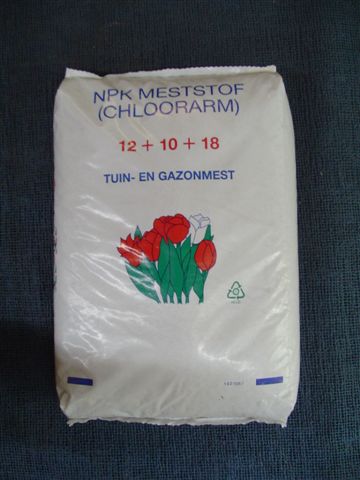 NPK MESTSTOF
(CHLOORARM)
12 + 10 + 18
TUIN- EN GAZONMEST